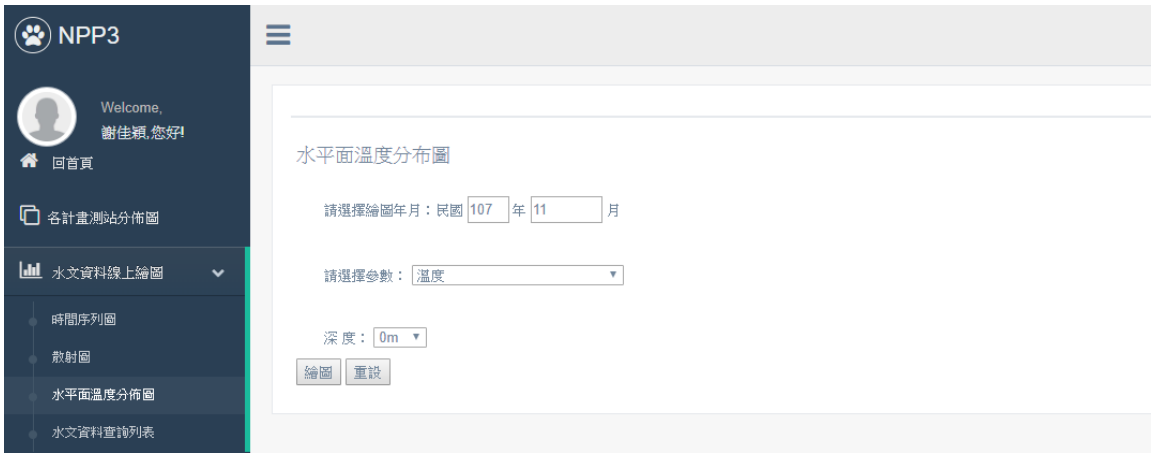 NPP3
Welcome,
謝佳穎,您好!
回首頁
各計畫測站分佈圖
水文資料線上繪圖
時間序列圖
散射圖
水平面溫度分佈圖
水文資料查詢列表
水平面溫度分布圖
請選擇繪圖年月：民國 107 年 11 月
請選擇參數： 溫度
深 度： 0m
繪圖 重設